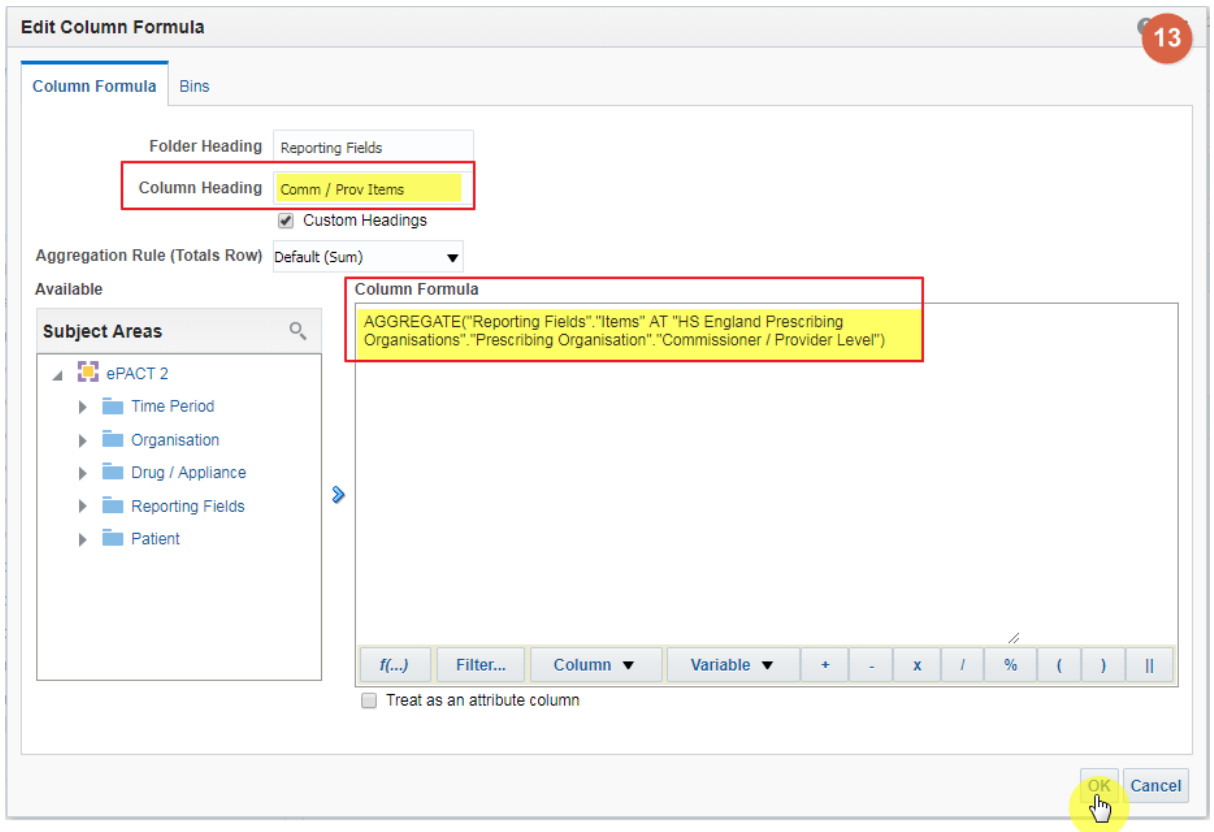 Edit Column Formula
13
Column Formula
Bins
Folder Heading
Reporting Fields
Column Heading
Comm / Prov Items
Custom Headings
Aggregation Rule (Totals Row)
Default (Sum)
Available
Column Formula
Subject Areas
ePACT 2
Time Period
Organisation
Drug / Appliance
Reporting Fields
Patient
AGGREGATE("Reporting Fields"."Items" AT "HS England Prescribing
Organisations"."Prescribing Organisation"."Commissioner / Provider Level")
f(...)
Filter...
Column
Variable
+
-
x
/
%
(
)
||
Treat as an attribute column
OK
Cancel